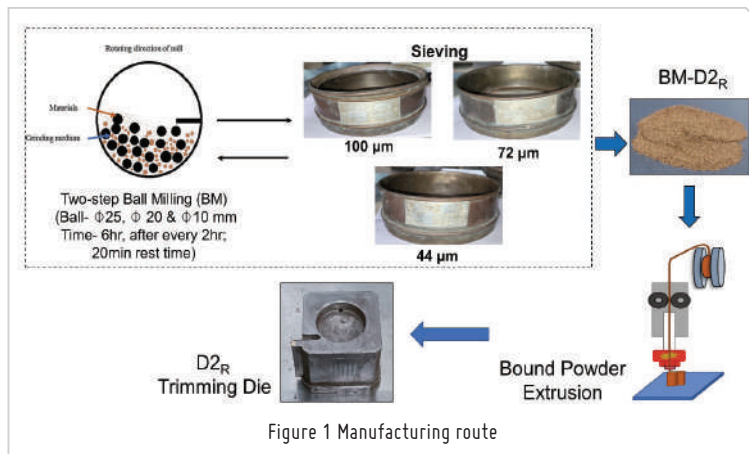 Rotating direction of mill
Materials
Grinding medium
Two-step Ball Milling (BM)
(Ball- Φ25, Φ 20 & Φ10 mm
Time- 6hr, after every 2hr;
20min rest time)
Sieving
100 µm
72 µm
44 µm
BM-D2R
Bound Powder
Extrusion
D2R
Trimming Die
Figure 1 Manufacturing route